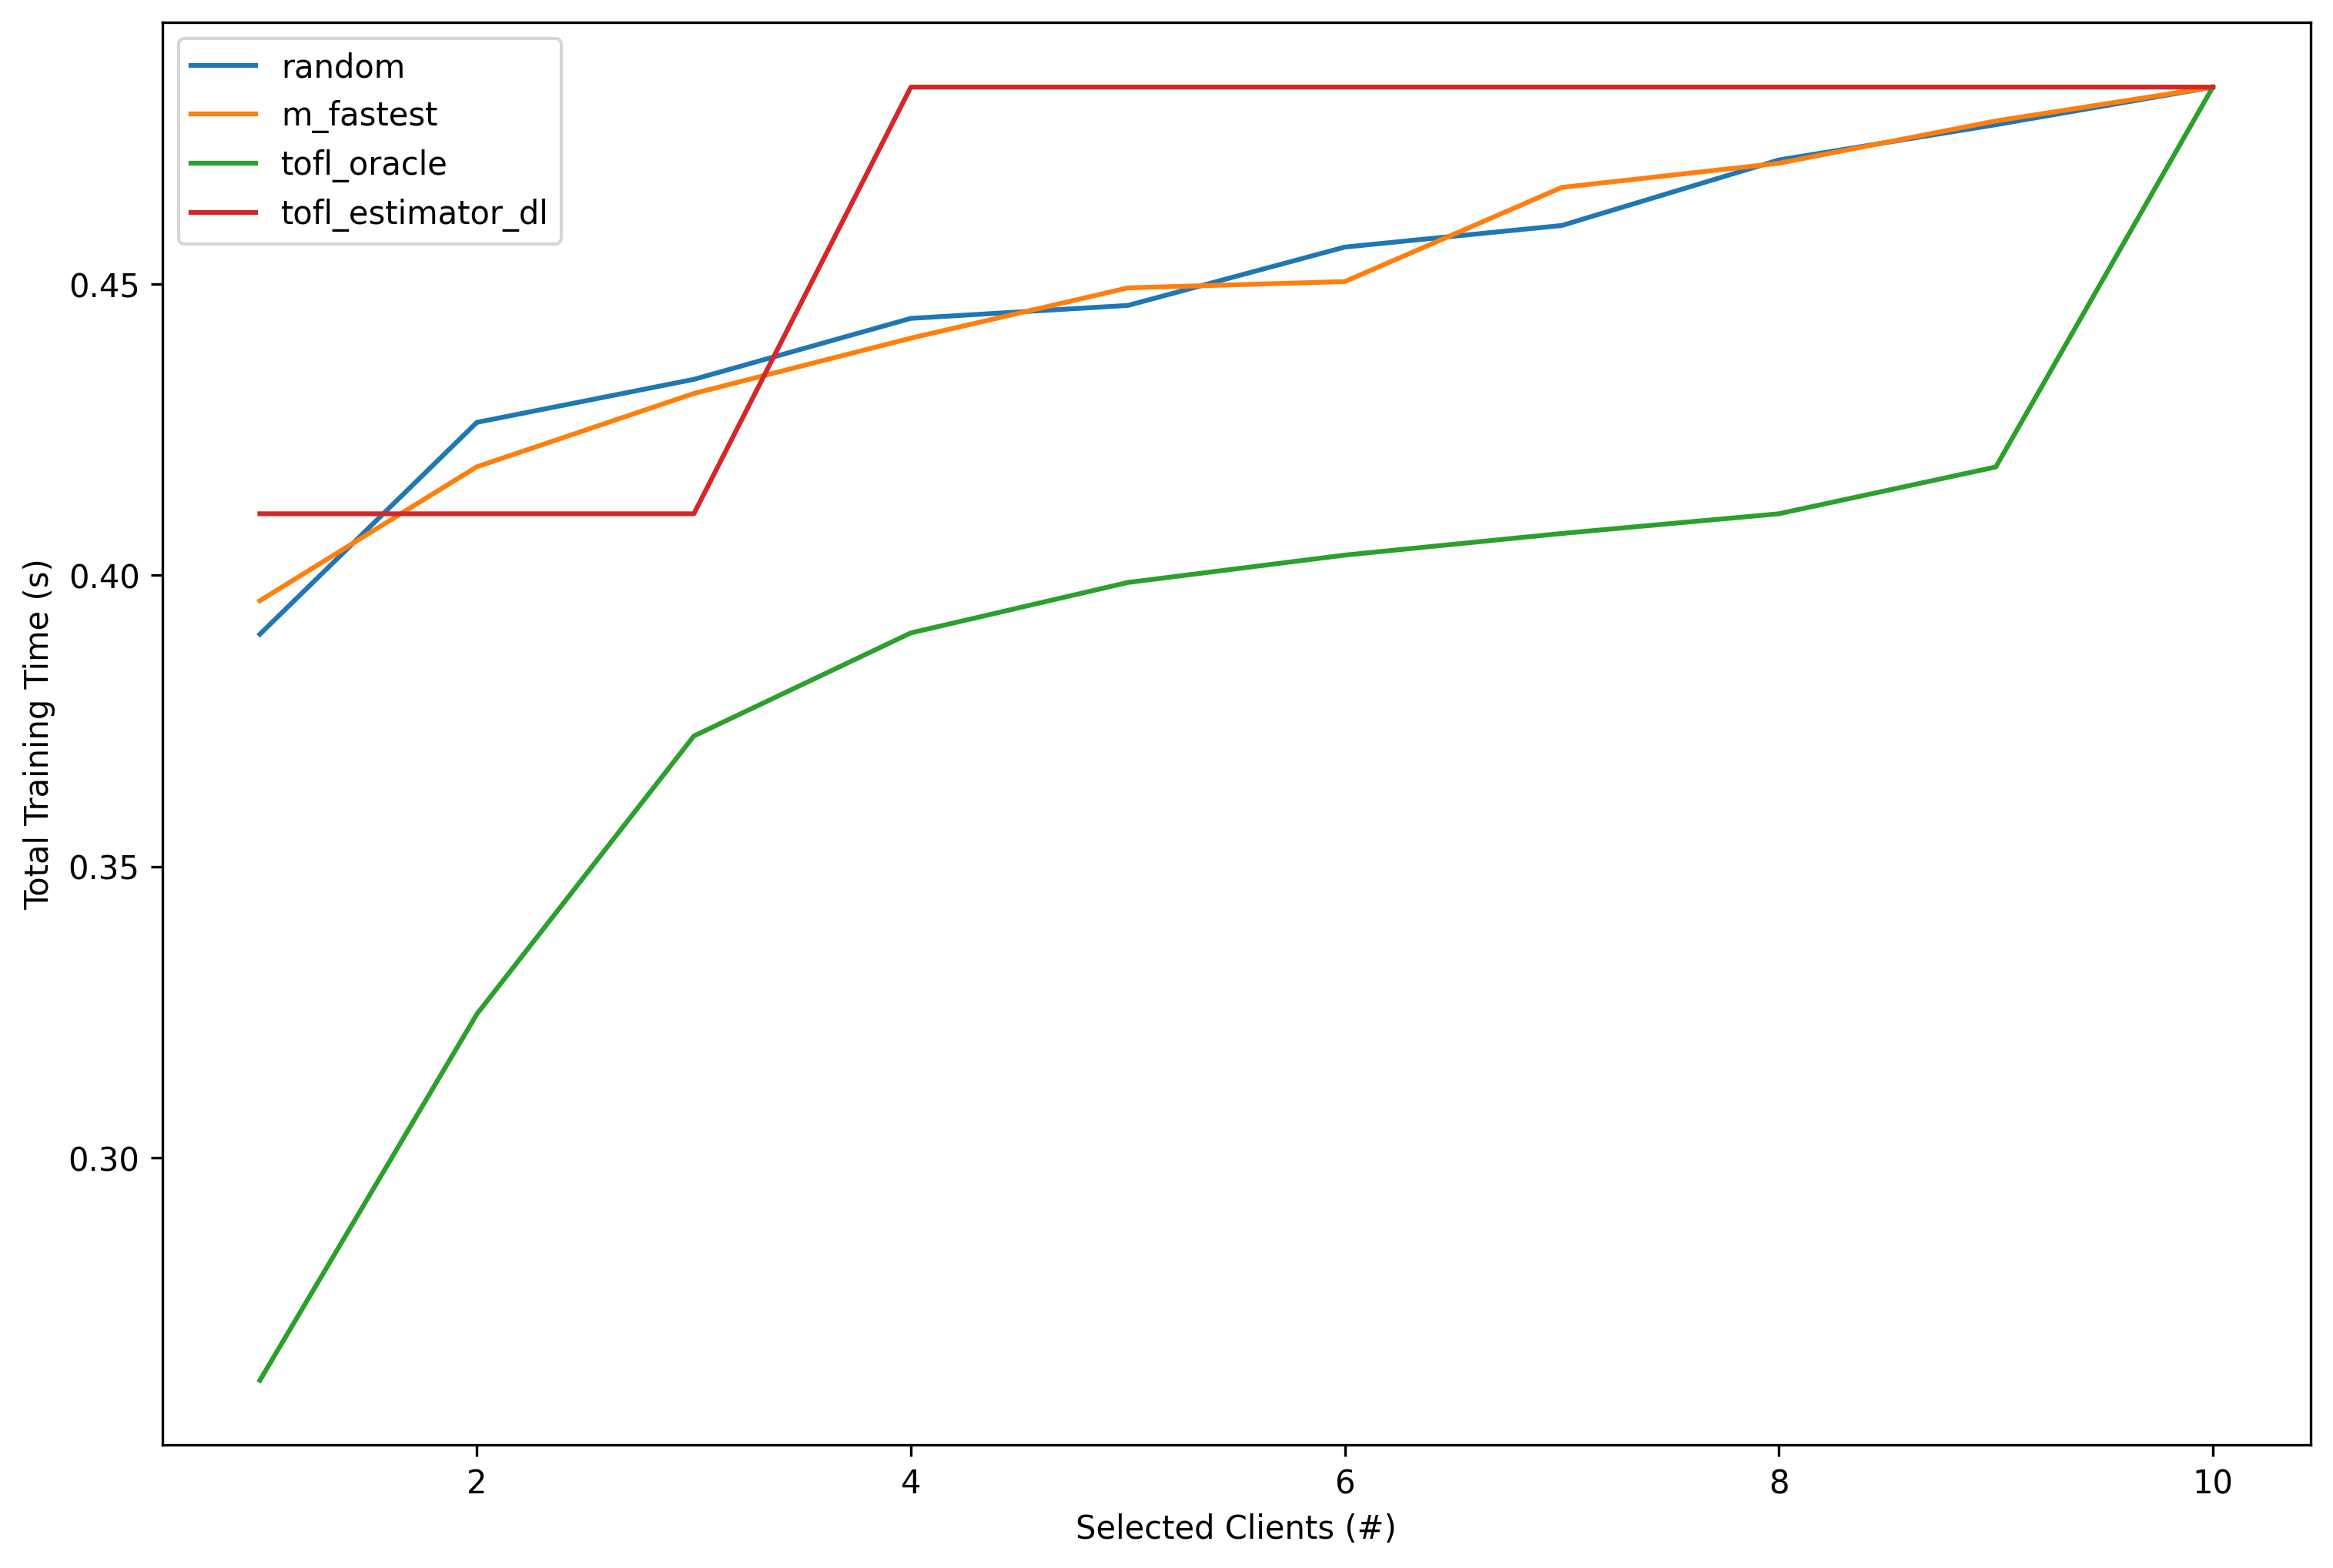 random
m_fastest
tofl_oracle
tofl_estimator_dl
Total Training Time (s)
0.45
0.40
0.35
0.30
2 4 6 8 10
Selected Clients (#)